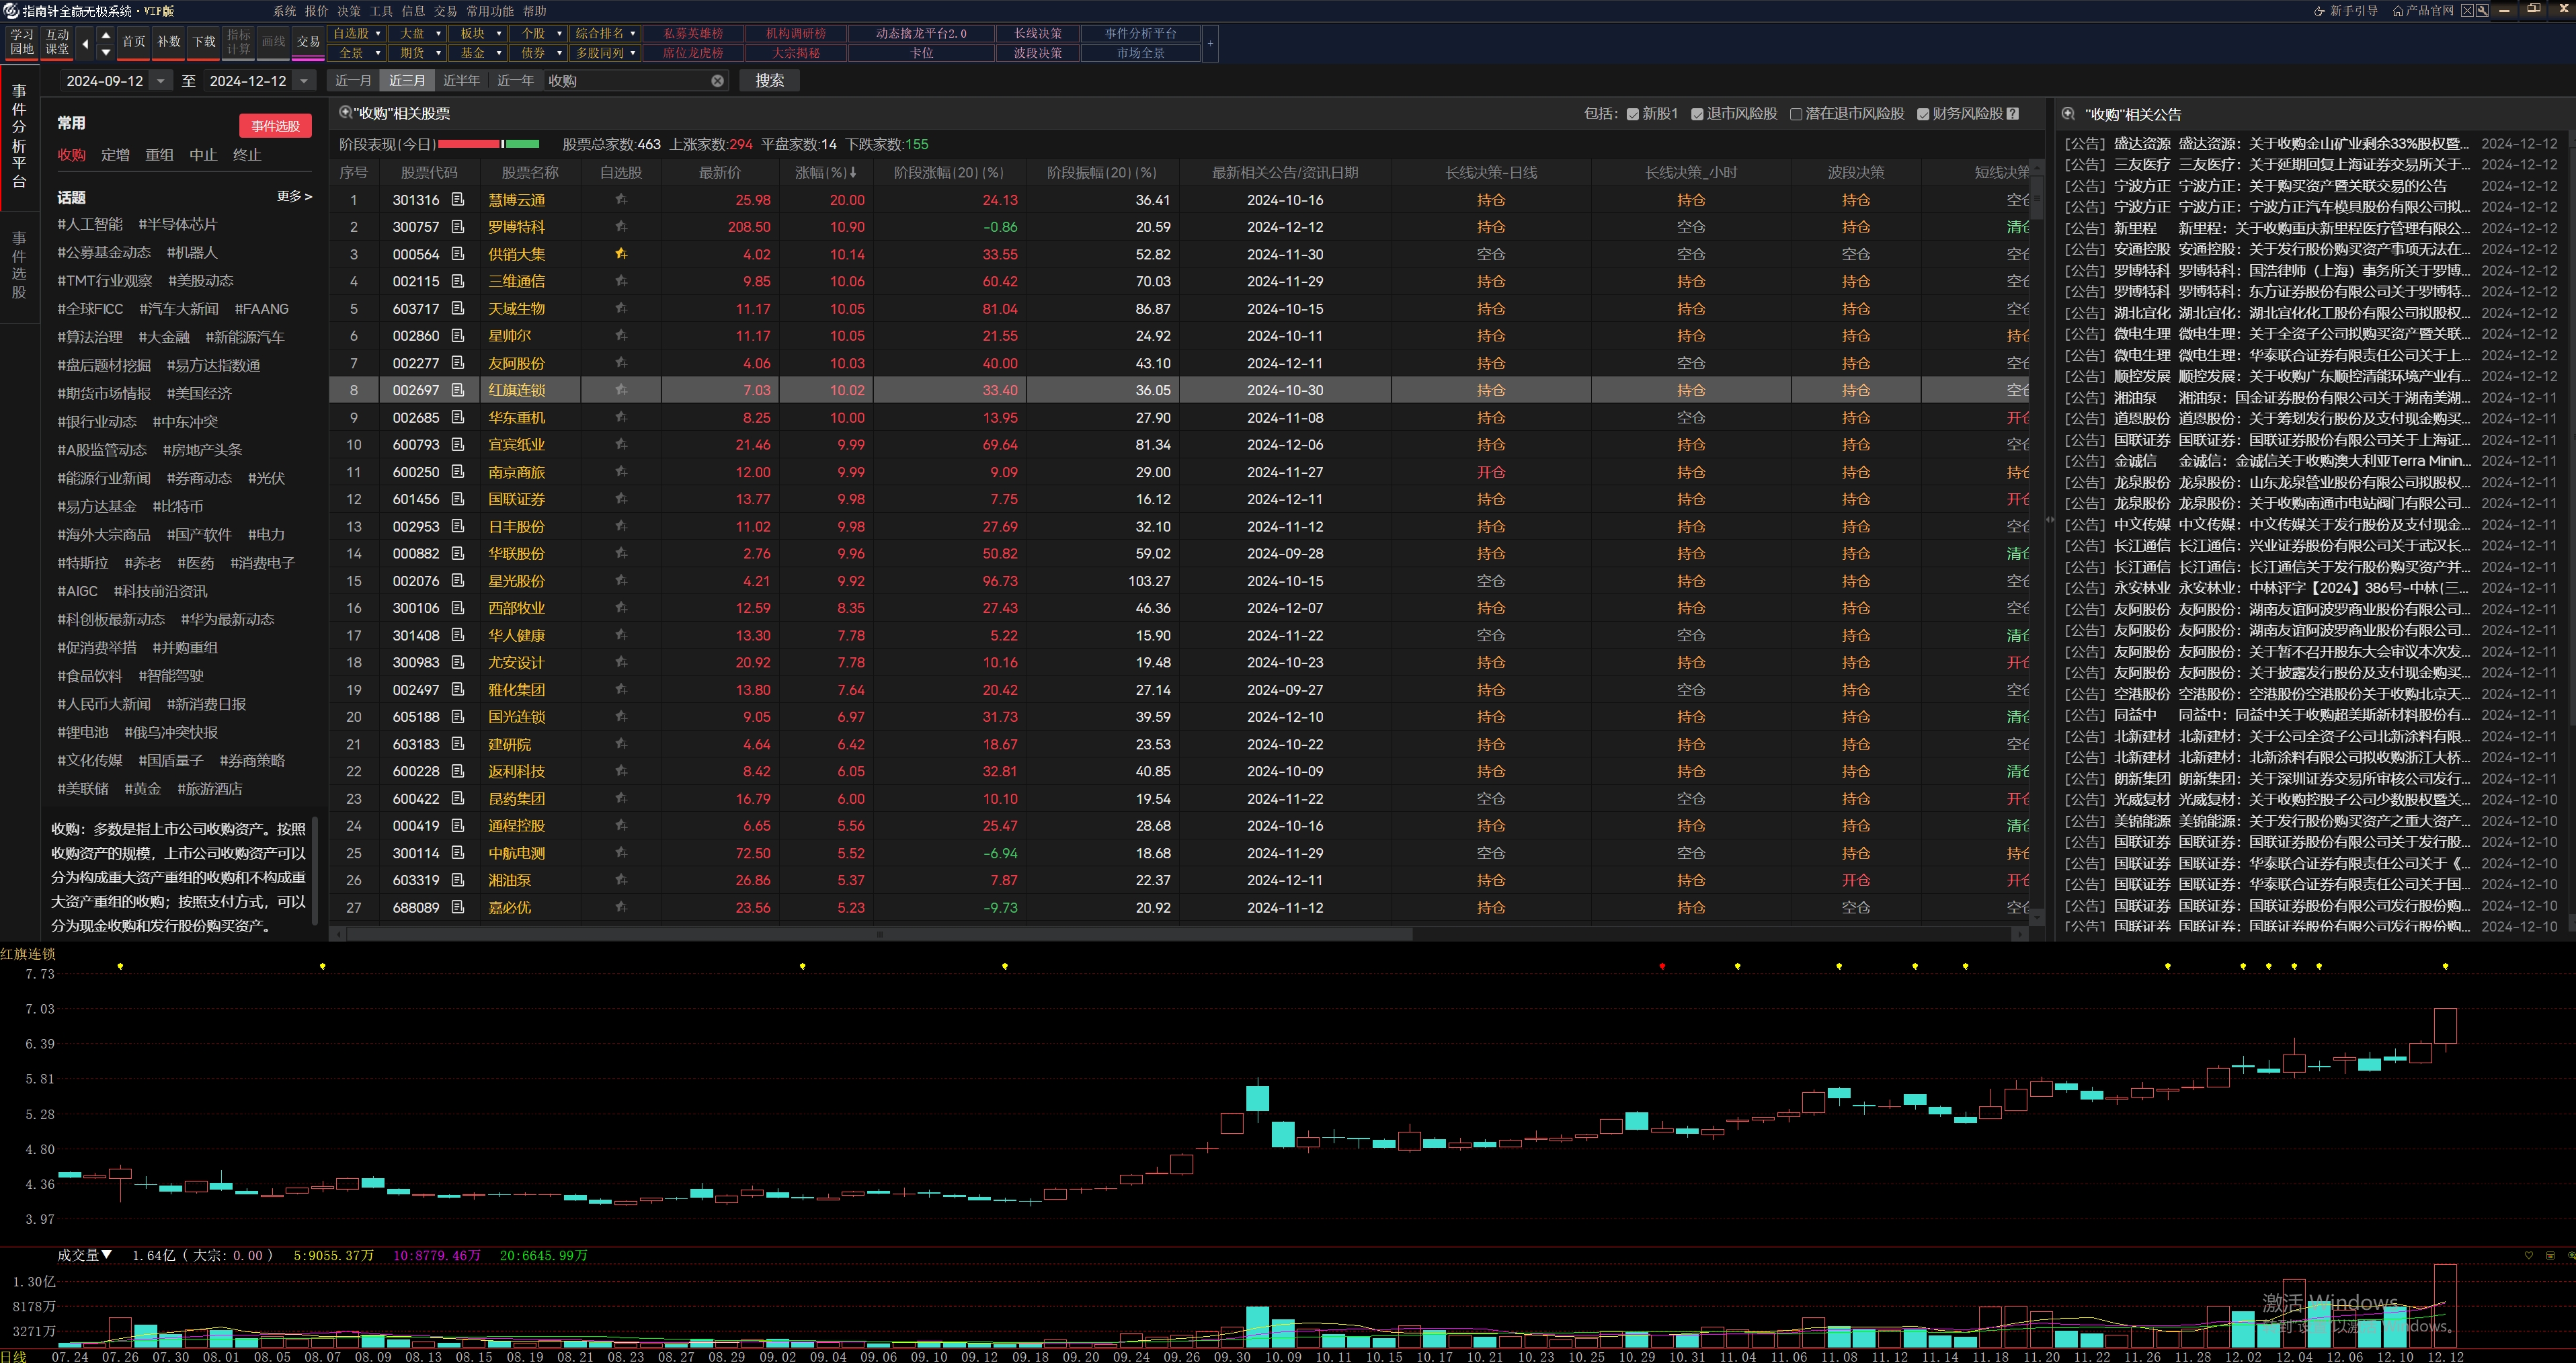 指南针全赢无极系统·VIP版 系统 报价 决策 工具 信息 交易 常用功能 帮助 新手引导 产品官网
学习园地 互动课堂 首页 补数 下载 指标计算 画线 交易
自选股 大盘 板块 个股 综合排名 私募英雄榜 机构调研榜 动态擒龙平台2.0 长线决策 事件分析平台
全景 期货 基金 债券 多股同列 席位龙虎榜 大宗揭秘 卡位 波段决策 市场全景
2024-09-12 至 2024-12-12 近一月 近三月 近半年 近一年 收购 搜索
事件分析平台
事件选股
常用 事件选股
收购 定增 重组 中止 终止
话题 更多 >
#人工智能 #半导体芯片
#公募基金动态 #机器人
#TMT行业观察 #美股动态
#全球FICC #汽车大新闻 #FAANG
#算法治理 #大金融 #新能源汽车
#盘后题材挖掘 #易方达指数通
#期货市场情报 #美国经济
#银行业动态 #中东冲突
#A股监管动态 #房地产头条
#能源行业新闻 #券商动态 #光伏
#易方达基金 #比特币
#海外大宗商品 #国产软件 #电力
#特斯拉 #养老 #医药 #消费电子
#AIGC #科技前沿资讯
#科创板最新动态 #华为最新动态
#促消费举措 #并购重组
#食品饮料 #智能驾驶
#人民币大新闻 #新消费日报
#锂电池 #俄乌冲突快报
#文化传媒 #国盾量子 #券商策略
#美联储 #黄金 #旅游酒店
收购：多数是指上市公司收购资产。按照
收购资产的规模，上市公司收购资产可以
分为构成重大资产重组的收购和不构成重
大资产重组的收购；按照支付方式，可以
分为现金收购和发行股份购买资产。
"收购"相关股票 包括： 新股1 退市风险股 潜在退市风险股 财务风险股 ?
阶段表现(今日) 股票总家数:463 上涨家数:294 平盘家数:14 下跌家数:155
序号 股票代码 股票名称 自选股 最新价 涨幅(%)↓ 阶段涨幅(20)(%) 阶段振幅(20)(%) 最新相关公告/资讯日期 长线决策-日线 长线决策_小时 波段决策 短线决策
1 301316 慧博云通 25.98 20.00 24.13 36.41 2024-10-16 持仓 持仓 持仓 空仓
2 300757 罗博特科 208.50 10.90 -0.86 20.59 2024-12-12 持仓 空仓 持仓 清仓
3 000564 供销大集 4.02 10.14 33.55 52.82 2024-11-30 空仓 空仓 空仓 空仓
4 002115 三维通信 9.85 10.06 60.42 70.03 2024-11-29 持仓 持仓 持仓 空仓
5 603717 天域生物 11.17 10.05 81.04 86.87 2024-10-15 持仓 持仓 持仓 空仓
6 002860 星帅尔 11.17 10.05 21.55 24.92 2024-10-11 持仓 持仓 持仓 持仓
7 002277 友阿股份 4.06 10.03 40.00 43.10 2024-12-11 持仓 空仓 持仓 空仓
8 002697 红旗连锁 7.03 10.02 33.40 36.05 2024-10-30 持仓 持仓 持仓 空仓
9 002685 华东重机 8.25 10.00 13.95 27.90 2024-11-08 持仓 空仓 持仓 开仓
10 600793 宜宾纸业 21.46 9.99 69.64 81.34 2024-12-06 持仓 持仓 持仓 空仓
11 600250 南京商旅 12.00 9.99 9.09 29.00 2024-11-27 开仓 持仓 持仓 持仓
12 601456 国联证券 13.77 9.98 7.75 16.12 2024-12-11 持仓 持仓 持仓 开仓
13 002953 日丰股份 11.02 9.98 27.69 32.10 2024-11-12 持仓 持仓 持仓 空仓
14 000882 华联股份 2.76 9.96 50.82 59.02 2024-09-28 持仓 持仓 持仓 清仓
15 002076 星光股份 4.21 9.92 96.73 103.27 2024-10-15 空仓 持仓 持仓 空仓
16 300106 西部牧业 12.59 8.35 27.43 46.36 2024-12-07 持仓 持仓 持仓 空仓
17 301408 华人健康 13.30 7.78 5.22 15.90 2024-11-22 空仓 空仓 持仓 清仓
18 300983 尤安设计 20.92 7.78 10.16 19.48 2024-10-23 持仓 持仓 持仓 开仓
19 002497 雅化集团 13.80 7.64 20.42 27.14 2024-09-27 持仓 空仓 持仓 空仓
20 605188 国光连锁 9.05 6.97 31.73 39.59 2024-12-10 持仓 持仓 持仓 清仓
21 603183 建研院 4.64 6.42 18.67 23.53 2024-10-22 持仓 持仓 持仓 空仓
22 600228 返利科技 8.42 6.05 32.81 40.85 2024-10-09 持仓 持仓 持仓 清仓
23 600422 昆药集团 16.79 6.00 10.10 19.54 2024-11-22 空仓 空仓 持仓 开仓
24 000419 通程控股 6.65 5.56 25.47 28.68 2024-10-16 持仓 持仓 持仓 清仓
25 300114 中航电测 72.50 5.52 -6.94 18.68 2024-11-29 空仓 空仓 持仓 持仓
26 603319 湘油泵 26.86 5.37 7.87 22.37 2024-12-11 持仓 持仓 开仓 开仓
27 688089 嘉必优 23.56 5.23 -9.73 20.92 2024-11-12 持仓 持仓 空仓 空仓
"收购"相关公告
[公告] 盛达资源 盛达资源：关于收购金山矿业剩余33%股权暨... 2024-12-12
[公告] 三友医疗 三友医疗：关于延期回复上海证券交易所关于... 2024-12-12
[公告] 宁波方正 宁波方正：关于购买资产暨关联交易的公告 2024-12-12
[公告] 宁波方正 宁波方正：宁波方正汽车模具股份有限公司拟... 2024-12-12
[公告] 新里程 新里程：关于收购重庆新里程医疗管理有限公... 2024-12-12
[公告] 安通控股 安通控股：关于发行股份购买资产事项无法在... 2024-12-12
[公告] 罗博特科 罗博特科：国浩律师（上海）事务所关于罗博... 2024-12-12
[公告] 罗博特科 罗博特科：东方证券股份有限公司关于罗博特... 2024-12-12
[公告] 湖北宜化 湖北宜化：湖北宜化化工股份有限公司拟股权... 2024-12-12
[公告] 微电生理 微电生理：关于全资子公司拟购买资产暨关联... 2024-12-12
[公告] 微电生理 微电生理：华泰联合证券有限责任公司关于上... 2024-12-12
[公告] 顺控发展 顺控发展：关于收购广东顺控清能环境产业有... 2024-12-12
[公告] 湘油泵 湘油泵：国金证券股份有限公司关于湖南美湖... 2024-12-11
[公告] 道恩股份 道恩股份：关于筹划发行股份及支付现金购买... 2024-12-11
[公告] 国联证券 国联证券：国联证券股份有限公司关于上海证... 2024-12-11
[公告] 金诚信 金诚信：金诚信关于收购澳大利亚Terra Minin... 2024-12-11
[公告] 龙泉股份 龙泉股份：山东龙泉管业股份有限公司拟股权... 2024-12-11
[公告] 龙泉股份 龙泉股份：关于收购南通市电站阀门有限公司... 2024-12-11
[公告] 中文传媒 中文传媒：中文传媒关于发行股份及支付现金... 2024-12-11
[公告] 长江通信 长江通信：兴业证券股份有限公司关于武汉长... 2024-12-11
[公告] 长江通信 长江通信：长江通信关于发行股份购买资产并... 2024-12-11
[公告] 永安林业 永安林业：中林评字【2024】386号-中林(三... 2024-12-11
[公告] 友阿股份 友阿股份：湖南友谊阿波罗商业股份有限公司... 2024-12-11
[公告] 友阿股份 友阿股份：湖南友谊阿波罗商业股份有限公司... 2024-12-11
[公告] 友阿股份 友阿股份：关于暂不召开股东大会审议本次发... 2024-12-11
[公告] 友阿股份 友阿股份：关于披露发行股份及支付现金购买... 2024-12-11
[公告] 空港股份 空港股份：空港股份空港股份关于收购北京天... 2024-12-11
[公告] 同益中 同益中：同益中关于收购超美斯新材料股份有... 2024-12-11
[公告] 北新建材 北新建材：关于公司全资子公司北新涂料有限... 2024-12-11
[公告] 北新建材 北新建材：北新涂料有限公司拟收购浙江大桥... 2024-12-11
[公告] 朗新集团 朗新集团：关于深圳证券交易所审核公司发行... 2024-12-11
[公告] 光威复材 光威复材：关于收购控股子公司少数股权暨关... 2024-12-10
[公告] 美锦能源 美锦能源：关于发行股份购买资产之重大资产... 2024-12-10
[公告] 国联证券 国联证券：国联证券股份有限公司关于发行股... 2024-12-10
[公告] 国联证券 国联证券：华泰联合证券有限责任公司关于《... 2024-12-10
[公告] 国联证券 国联证券：华泰联合证券有限责任公司关于国... 2024-12-10
[公告] 国联证券 国联证券：国联证券股份有限公司发行股份购... 2024-12-10
[公告] 国联证券 国联证券：国联证券股份有限公司发行股份购... 2024-12-10
红旗连锁
7.73
7.03
6.39
5.81
5.28
4.80
4.36
3.97
成交量▼ 1.64亿 ( 大宗: 0.00 ) 5:9055.37万 10:8779.46万 20:6645.99万
1.30亿
8178万
3271万
激活 Windows
日线 07.24 07.26 07.30 08.01 08.05 08.07 08.09 08.13 08.15 08.19 08.21 08.23 08.27 08.29 09.02 09.04 09.06 09.10 09.12 09.18 09.20 09.24 09.26 09.30 10.09 10.11 10.15 10.17 10.21 10.23 10.25 10.29 10.31 11.04 11.06 11.08 11.12 11.14 11.18 11.20 11.22 11.26 11.28 12.02 12.04 12.06 12.10 12.12